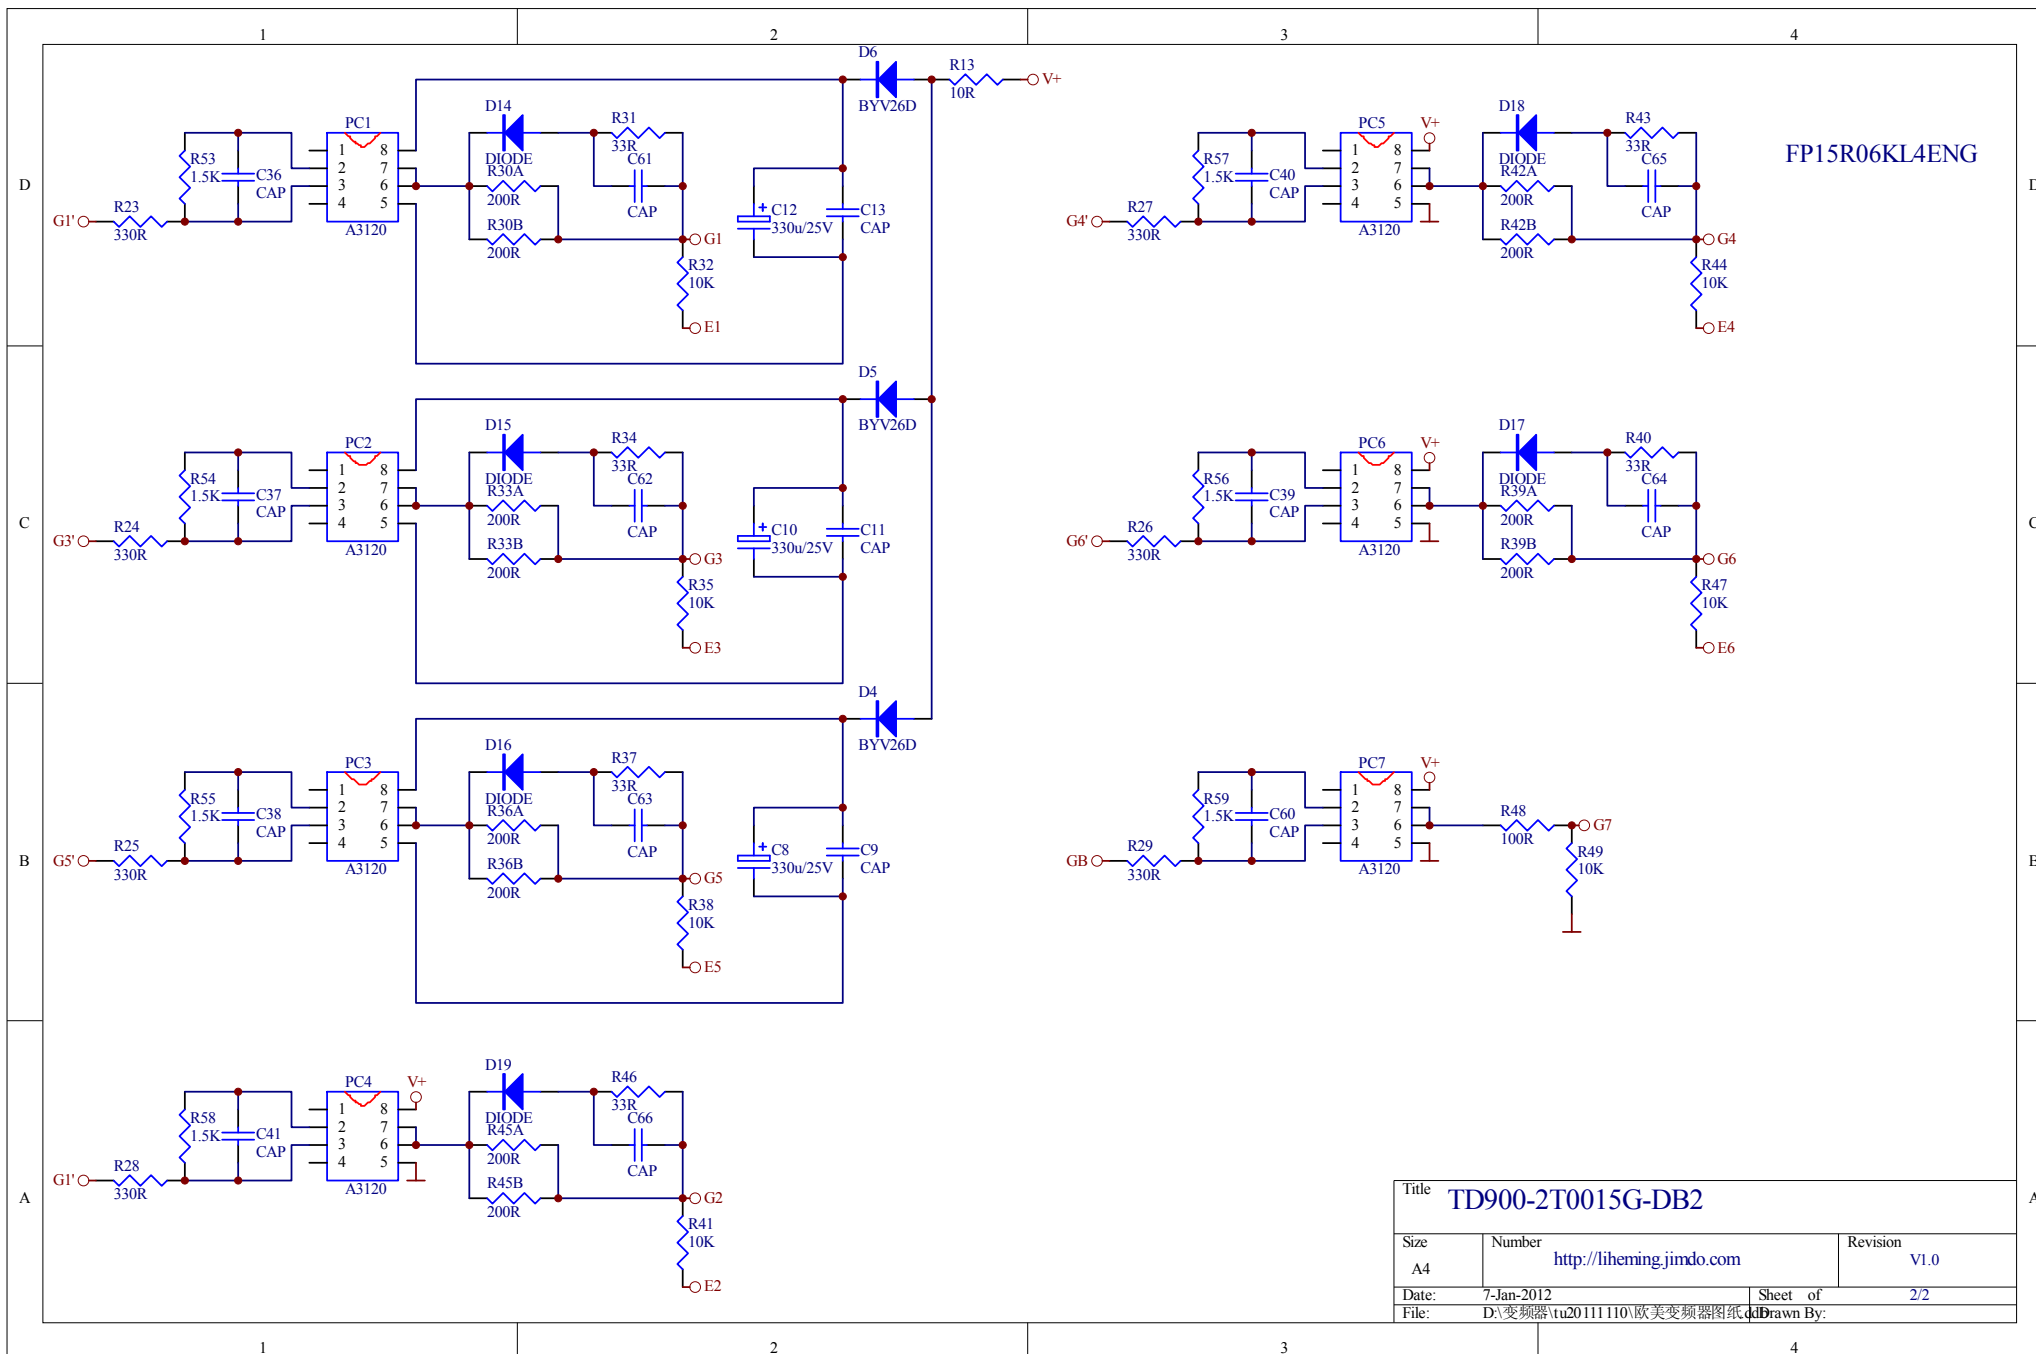 1 2 3 4
D
C
B
A
D6
BYV26D
R13
10R
V+
PC1
1 8
2 7
3 6
4 5
A3120
R53
1.5K
C36
CAP
G1'
R23
330R
D14
DIODE
R30A
200R
R30B
200R
R31
33R
C61
CAP
G1
R32
10K
E1
C12
+
330u/25V
C13
CAP
D5
BYV26D
PC2
1 8
2 7
3 6
4 5
A3120
R54
1.5K
C37
CAP
G3'
R24
330R
D15
DIODE
R33A
200R
R33B
200R
R34
33R
C62
CAP
G3
R35
10K
E3
C10
+
330u/25V
C11
CAP
D4
BYV26D
PC3
1 8
2 7
3 6
4 5
A3120
R55
1.5K
C38
CAP
G5'
R25
330R
D16
DIODE
R36A
200R
R36B
200R
R37
33R
C63
CAP
G5
R38
10K
E5
C8
+
330u/25V
C9
CAP
PC4
V+
1 8
2 7
3 6
4 5
A3120
R58
1.5K
C41
CAP
G1'
R28
330R
D19
DIODE
R45A
200R
R45B
200R
R46
33R
C66
CAP
G2
R41
10K
E2
PC5
V+
1 8
2 7
3 6
4 5
A3120
R57
1.5K
C40
CAP
G4'
R27
330R
D18
DIODE
R42A
200R
R42B
200R
R43
33R
C65
CAP
G4
R44
10K
E4
FP15R06KL4ENG
PC6
V+
1 8
2 7
3 6
4 5
A3120
R56
1.5K
C39
CAP
G6'
R26
330R
D17
DIODE
R39A
200R
R39B
200R
R40
33R
C64
CAP
G6
R47
10K
E6
PC7
V+
1 8
2 7
3 6
4 5
A3120
R59
1.5K
C60
CAP
GB
R29
330R
R48
100R
G7
R49
10K
D
C
B
A
Title TD900-2T0015G-DB2
Size A4
Number http://liheming.jimdo.com
Revision V1.0
Date: 7-Jan-2012 Sheet of 2/2
File: D:\变频器\tu20111110\欧美变频器图纸.ddb Drawn By:
1 2 3 4